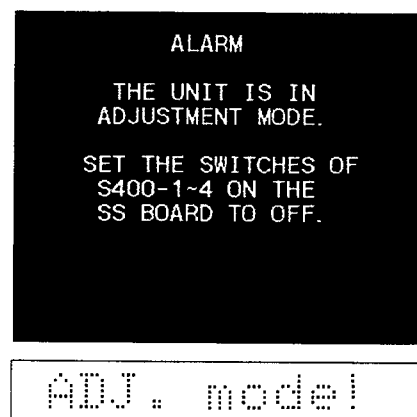 ALARM
THE UNIT IS IN
ADJUSTMENT MODE.
SET THE SWITCHES OF
S400-1~4 ON THE
SS BOARD TO OFF.
ADJ. mode!